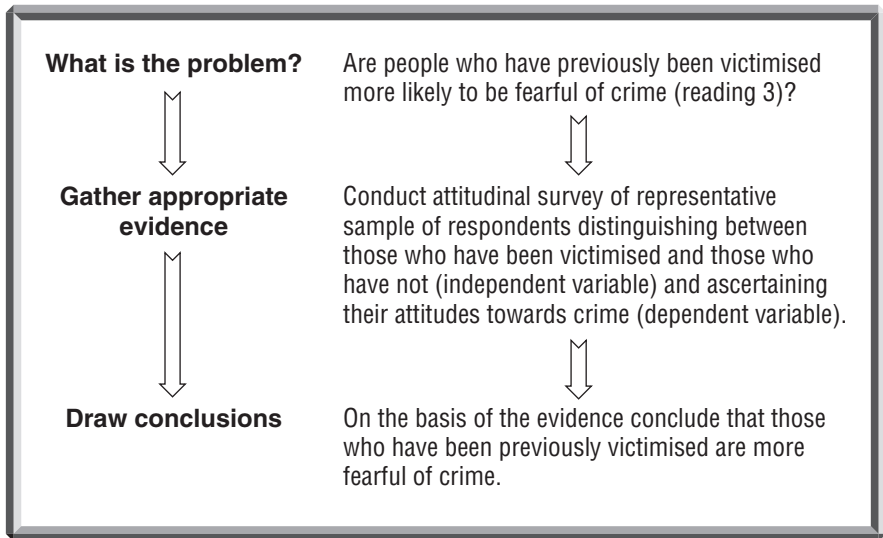 What is the problem?
Are people who have previously been victimised
more likely to be fearful of crime (reading 3)?
Gather appropriate
evidence
Conduct attitudinal survey of representative
sample of respondents distinguishing between
those who have been victimised and those who
have not (independent variable) and ascertaining
their attitudes towards crime (dependent variable).
Draw conclusions
On the basis of the evidence conclude that those
who have been previously victimised are more
fearful of crime.